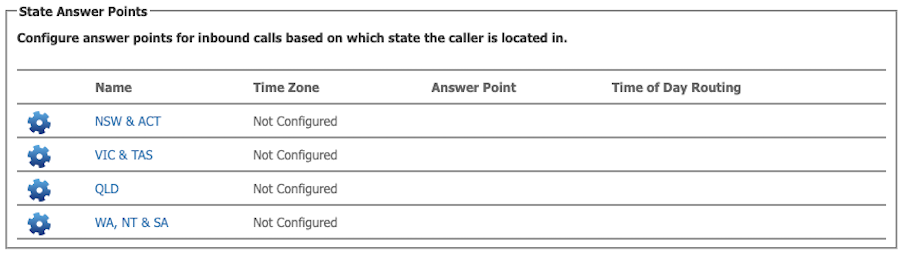 State Answer Points
Configure answer points for inbound calls based on which state the caller is located in.
Name Time Zone Answer Point Time of Day Routing
NSW & ACT Not Configured
VIC & TAS Not Configured
QLD Not Configured
WA, NT & SA Not Configured